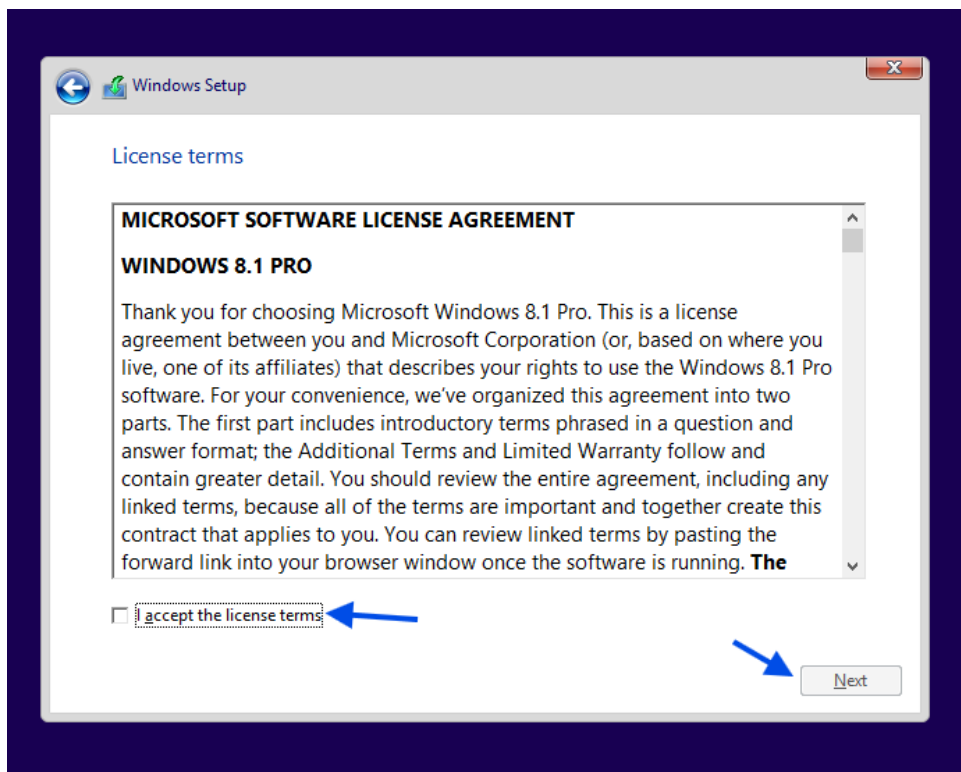 Windows Setup
License terms
MICROSOFT SOFTWARE LICENSE AGREEMENT
WINDOWS 8.1 PRO
Thank you for choosing Microsoft Windows 8.1 Pro. This is a license
agreement between you and Microsoft Corporation (or, based on where you
live, one of its affiliates) that describes your rights to use the Windows 8.1 Pro
software. For your convenience, we've organized this agreement into two
parts. The first part includes introductory terms phrased in a question and
answer format; the Additional Terms and Limited Warranty follow and
contain greater detail. You should review the entire agreement, including any
linked terms, because all of the terms are important and together create this
contract that applies to you. You can review linked terms by pasting the
forward link into your browser window once the software is running. The
I accept the license terms
Next